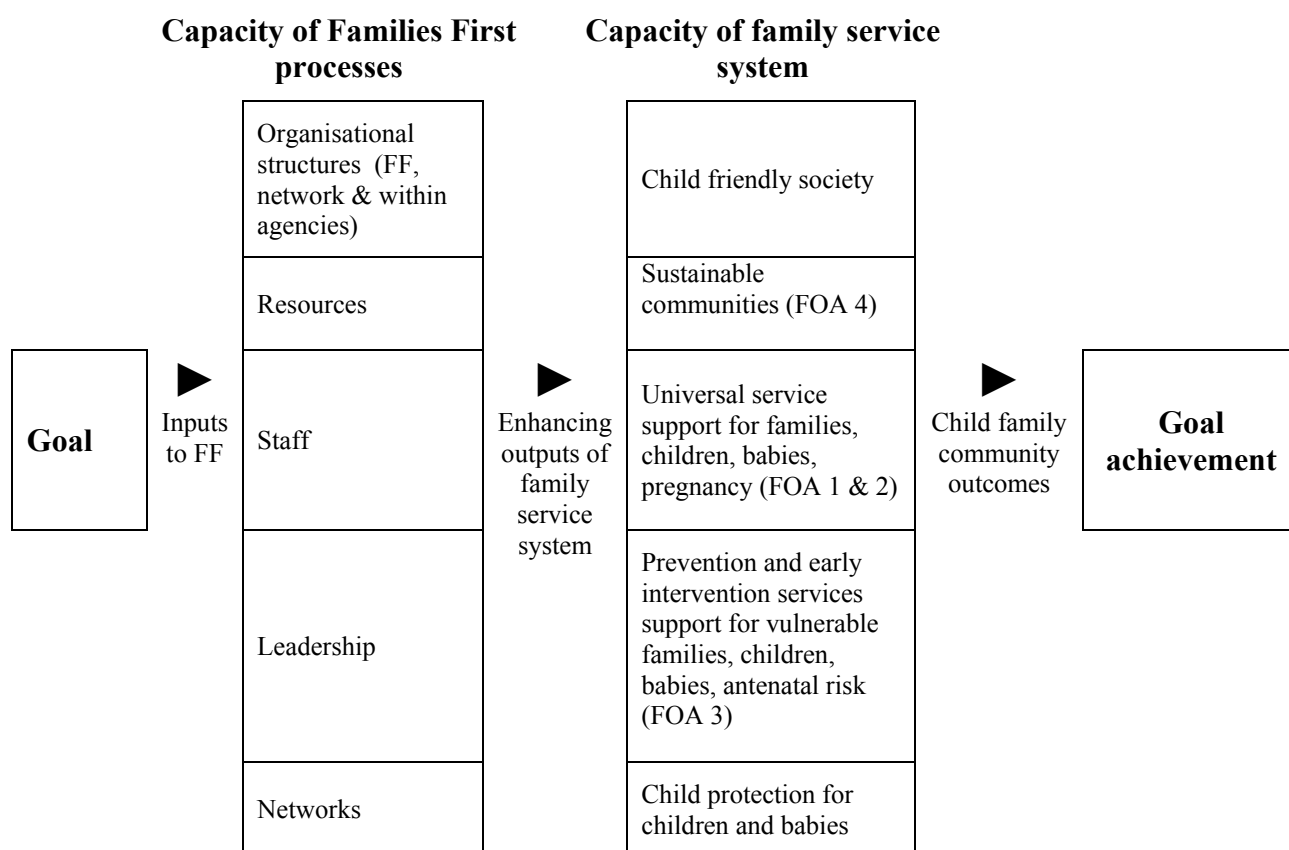 Capacity of Families First
processes
Capacity of family service
system
Goal
Inputs
to FF
Organisational
structures (FF,
network & within
agencies)
Resources
Staff
Leadership
Networks
Enhancing
outputs of
family
service
system
Child friendly society
Sustainable
communities (FOA 4)
Universal service
support for families,
children, babies,
pregnancy (FOA 1 & 2)
Prevention and early
intervention services
support for vulnerable
families, children,
babies, antenatal risk
(FOA 3)
Child protection for
children and babies
Child family
community
outcomes
Goal
achievement